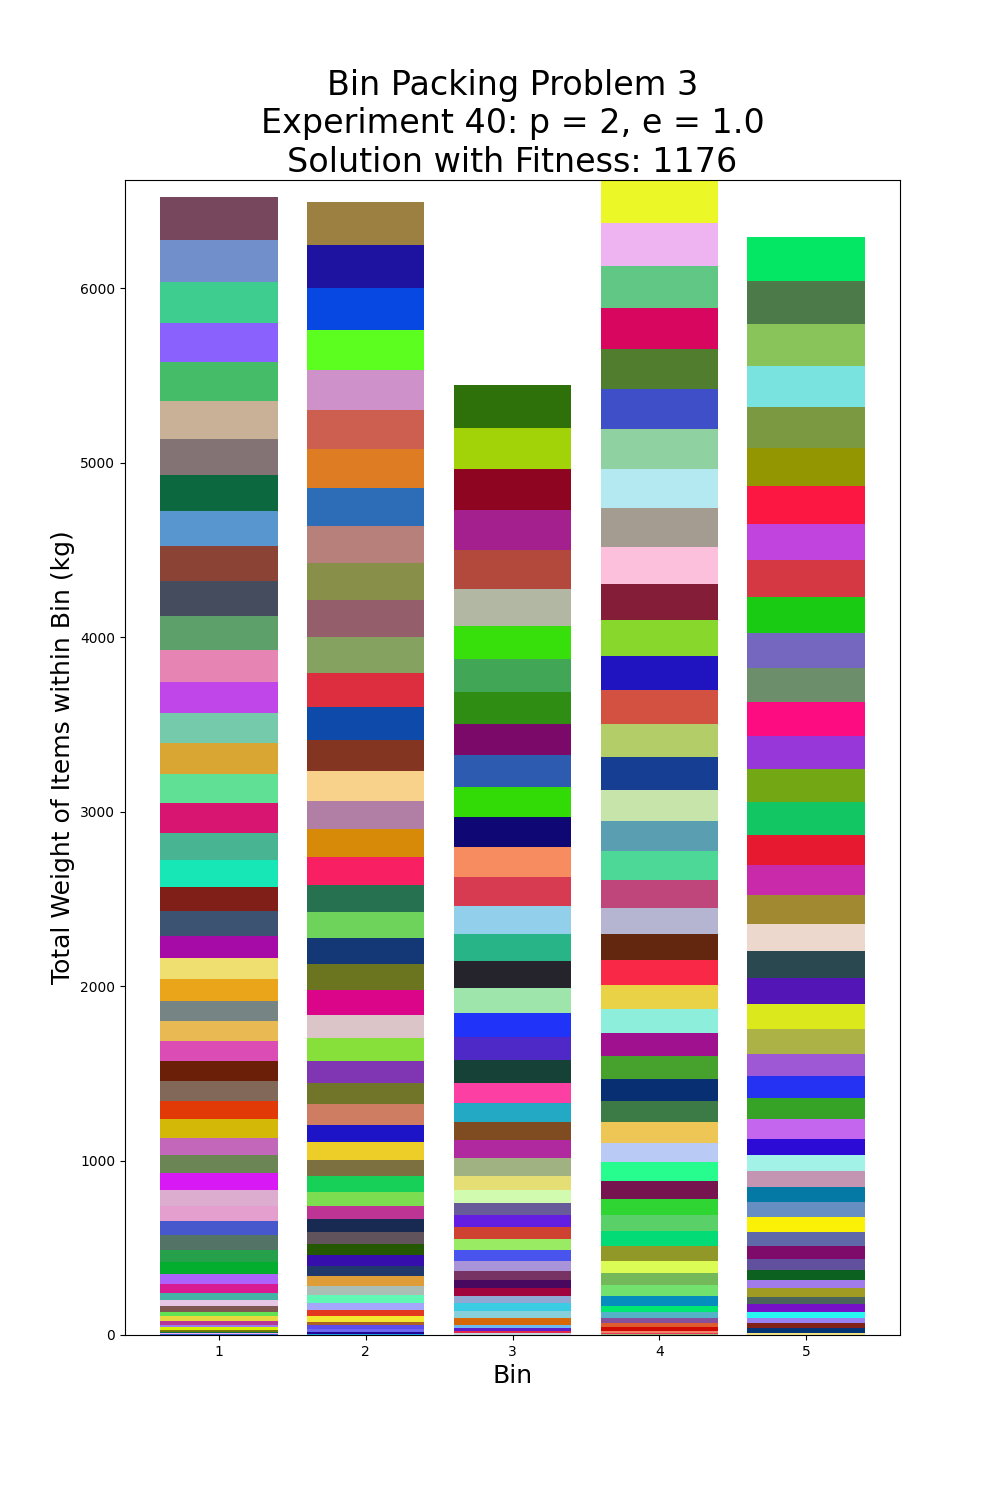 Bin Packing Problem 3
Experiment 40: p = 2, e = 1.0
Solution with Fitness: 1176
6000
5000
4000
3000
2000
1000
0
Total Weight of Items within Bin (kg)
1 2 3 4 5
Bin